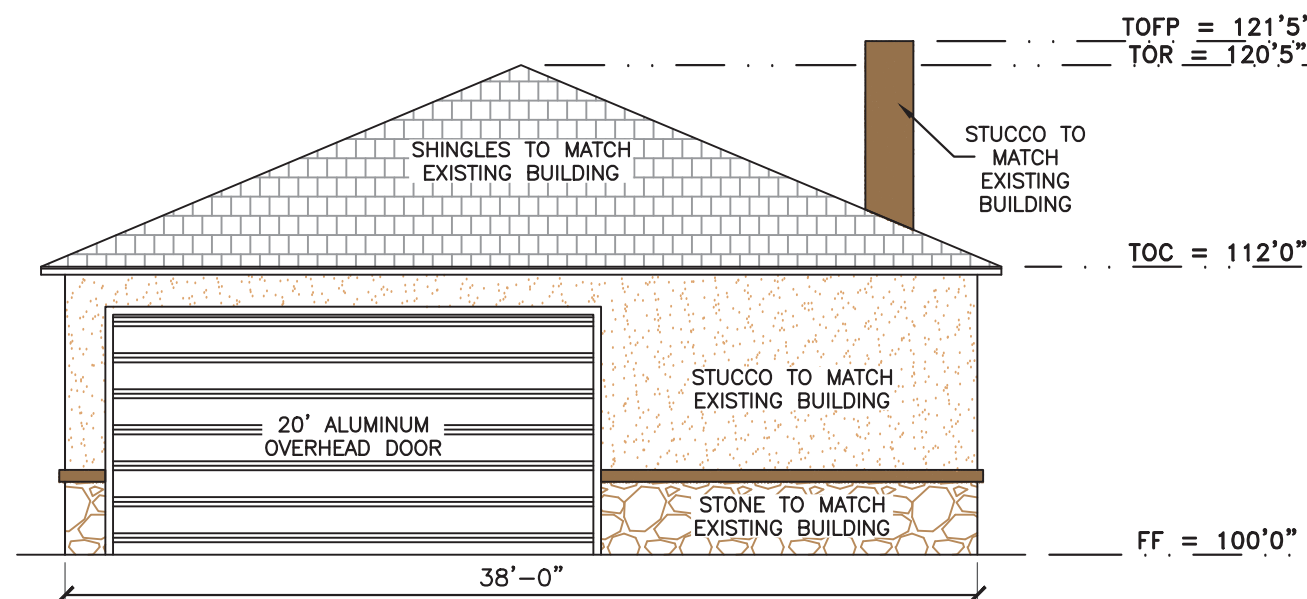 TOFP = 121'5"
TOR = 120'5"
STUCCO TO
MATCH
EXISTING
BUILDING
SHINGLES TO MATCH
EXISTING BUILDING
TOC = 112'0"
STUCCO TO MATCH
EXISTING BUILDING
20' ALUMINUM
OVERHEAD DOOR
STONE TO MATCH
EXISTING BUILDING
FF = 100'0"
38'-0"